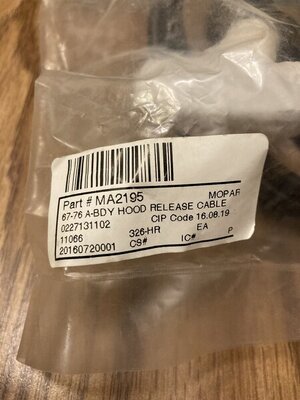 Part # MA2195 MOPAR
67-76 A-BDY HOOD RELEASE CABLE
0227131102 CIP Code 16.08.19
11066 326-HR EA P
20160720001 C9# IC#